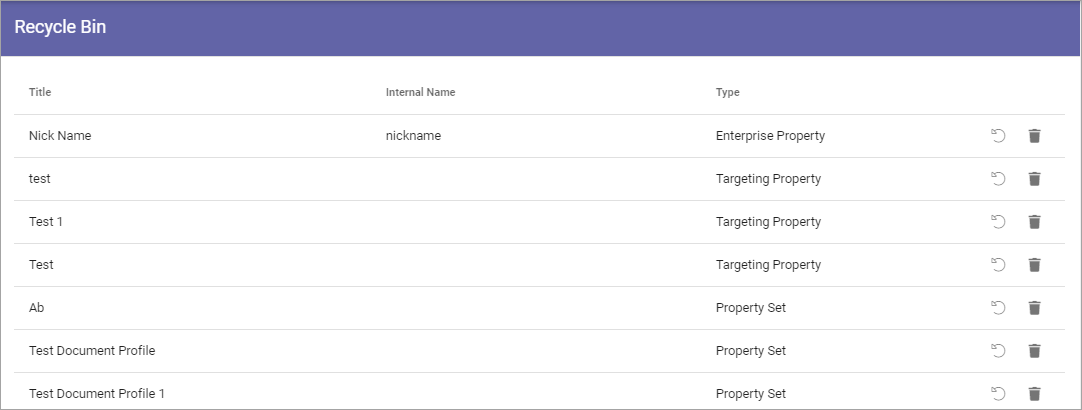 Recycle Bin
Title Internal Name Type
Nick Name nickname Enterprise Property
test Targeting Property
Test 1 Targeting Property
Test Targeting Property
Ab Property Set
Test Document Profile Property Set
Test Document Profile 1 Property Set